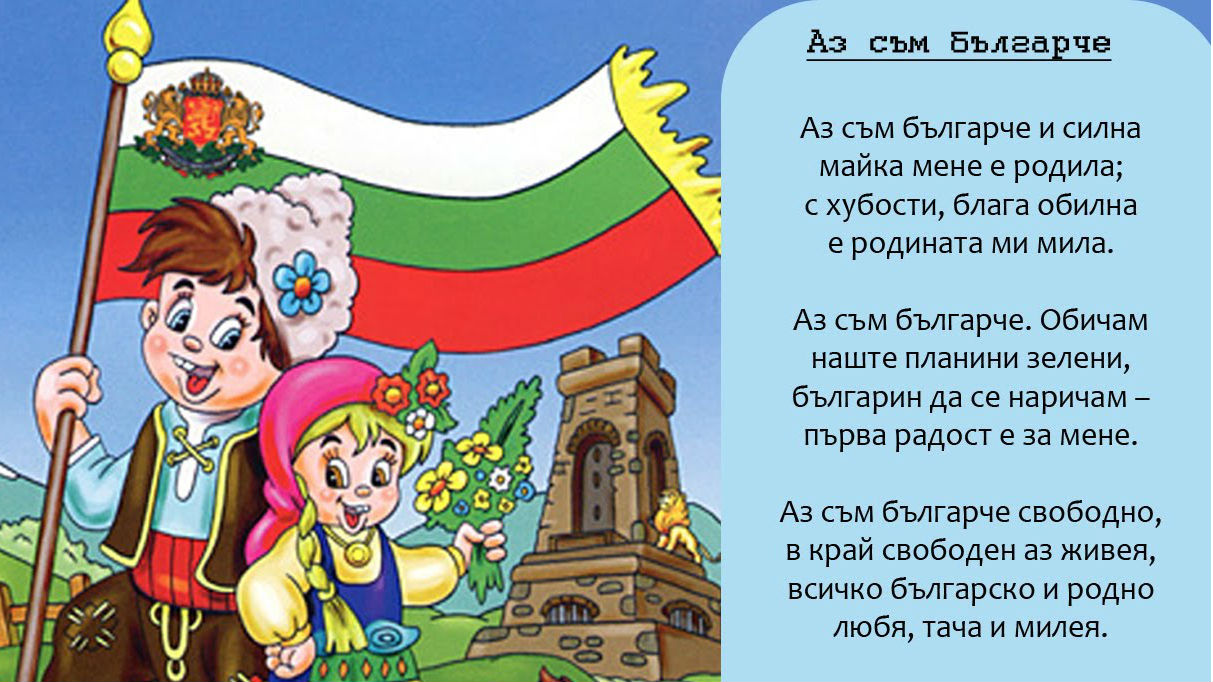 Аз съм българче
Аз съм българче и силна
майка мене е родила;
с хубости, блага обилна
е родината ми мила.
Аз съм българче. Обичам
наште планини зелени,
българин да се наричам –
първа радост е за мене.
Аз съм българче свободно,
в край свободен аз живея,
всичко българско и родно
любя, тача и милея.